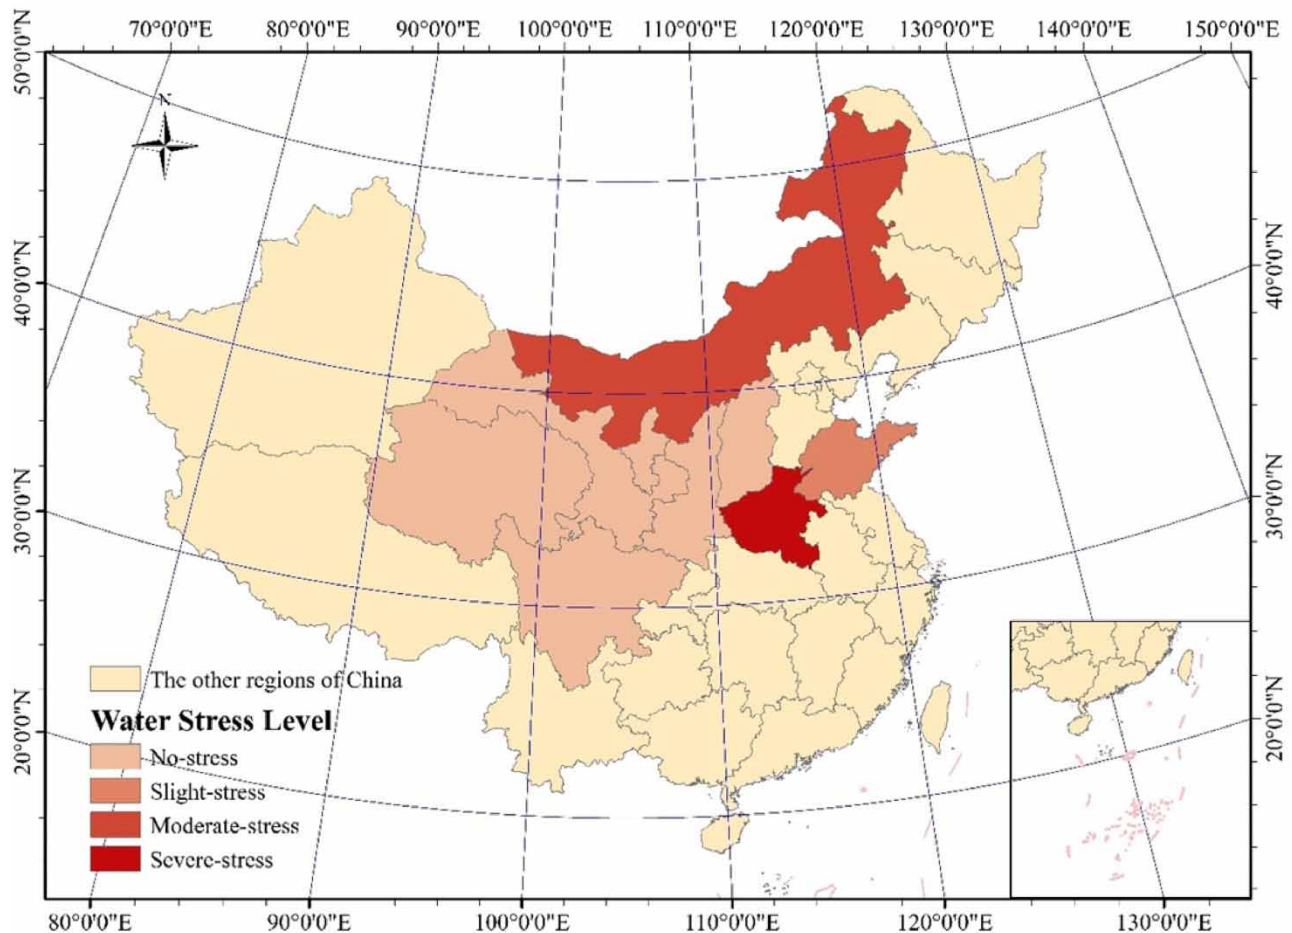 70°0'0"E 80°0'0"E 90°0'0"E 100°0'0"E 110°0'0"E 120°0'0"E 130°0'0"E 140°0'0"E 150°0'0"E
50°0'0"N
40°0'0"N
30°0'0"N
20°0'0"N
N
40°0'0"N
30°0'0"N
20°0'0"N
The other regions of China
Water Stress Level
No-stress
Slight-stress
Moderate-stress
Severe-stress
80°0'0"E 90°0'0"E 100°0'0"E 110°0'0"E 120°0'0"E 130°0'0"E